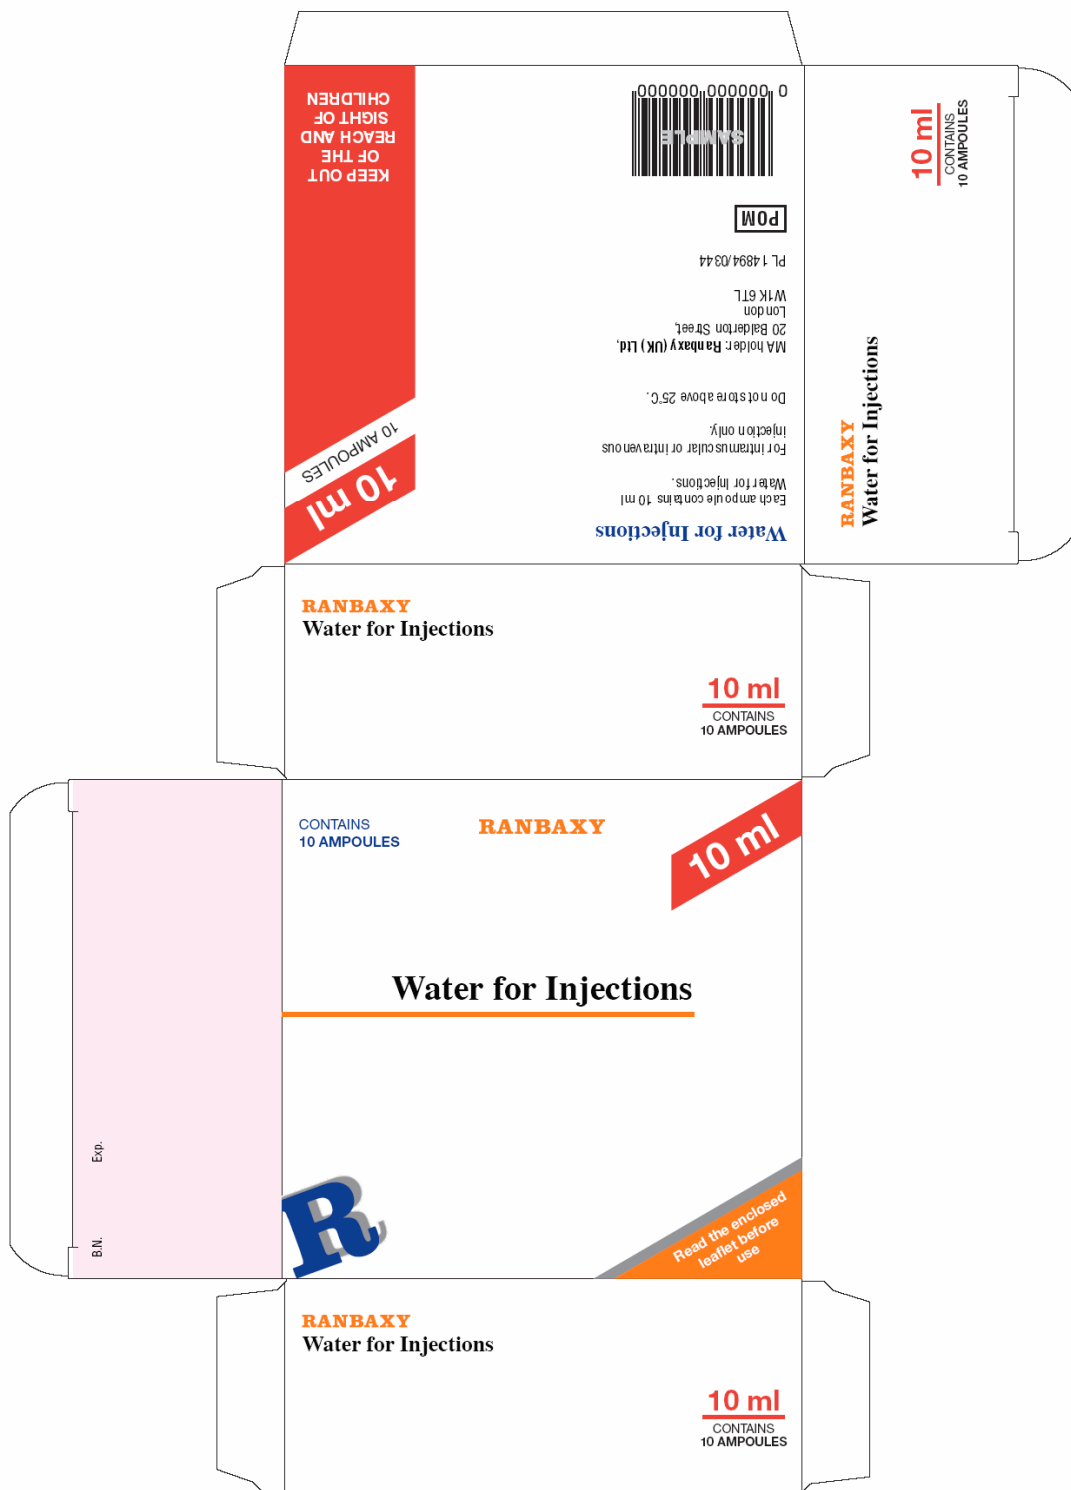 KEEP OUT
OF THE
REACH AND
SIGHT OF
CHILDREN
10 ml
10 AMPOULES
Water for Injections
Each ampoule contains 10 ml
Water for Injections.
For intramuscular or intravenous
injection only.
Do not store above 25°C.
MA holder: Ranbaxy (UK) Ltd,
20 Balderton Street,
London
W1K 6TL
PL 14894/0344
POM
SAMPLE
0 000000 000000
RANBAXY
Water for Injections
10 ml
CONTAINS
10 AMPOULES
RANBAXY
Water for Injections
10 ml
CONTAINS
10 AMPOULES
CONTAINS
10 AMPOULES
RANBAXY
10 ml
Water for Injections
R
Read the enclosed
leaflet before
use
B.N.
Exp.
RANBAXY
Water for Injections
10 ml
CONTAINS
10 AMPOULES